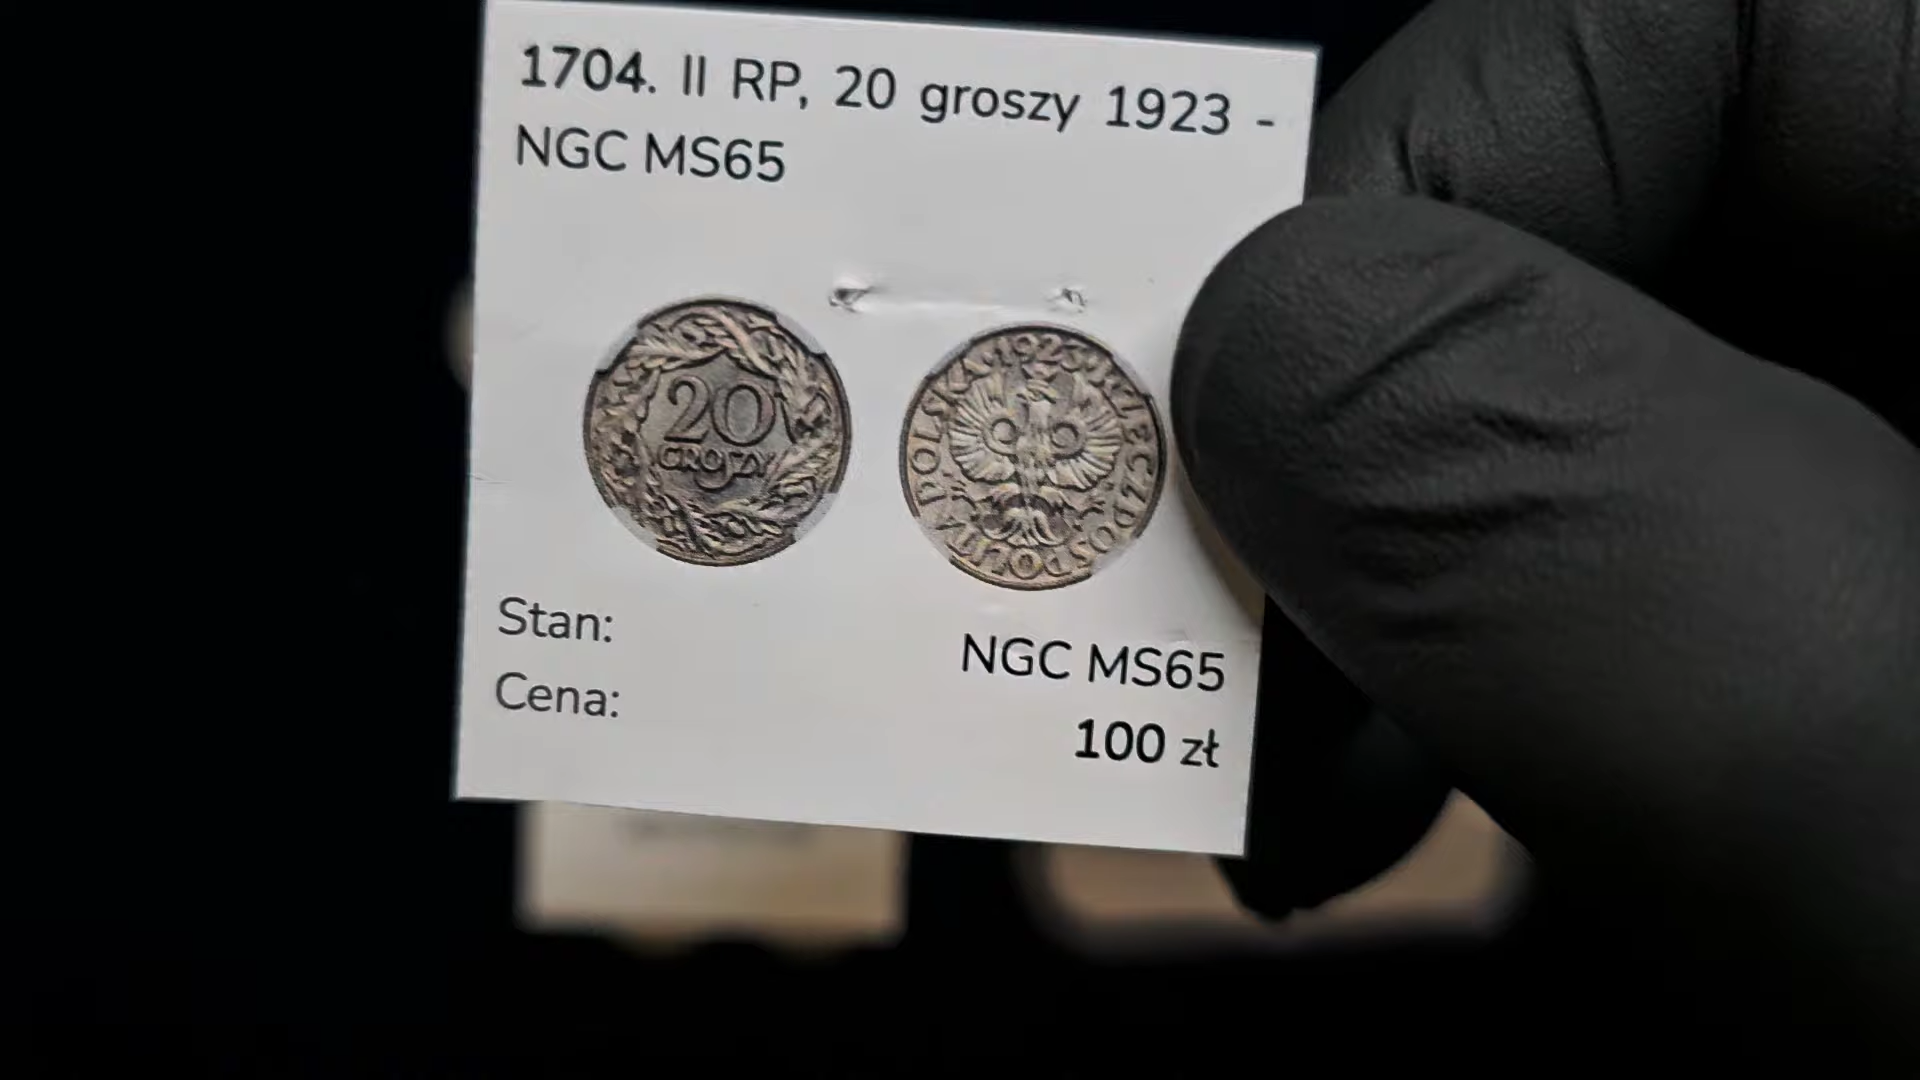 1704. II RP, 20 groszy 1923 -
NGC MS65
20
GROSZY
1923 RZECZPOSPOLITA POLSKA
Stan:
NGC MS65
Cena:
100 zł